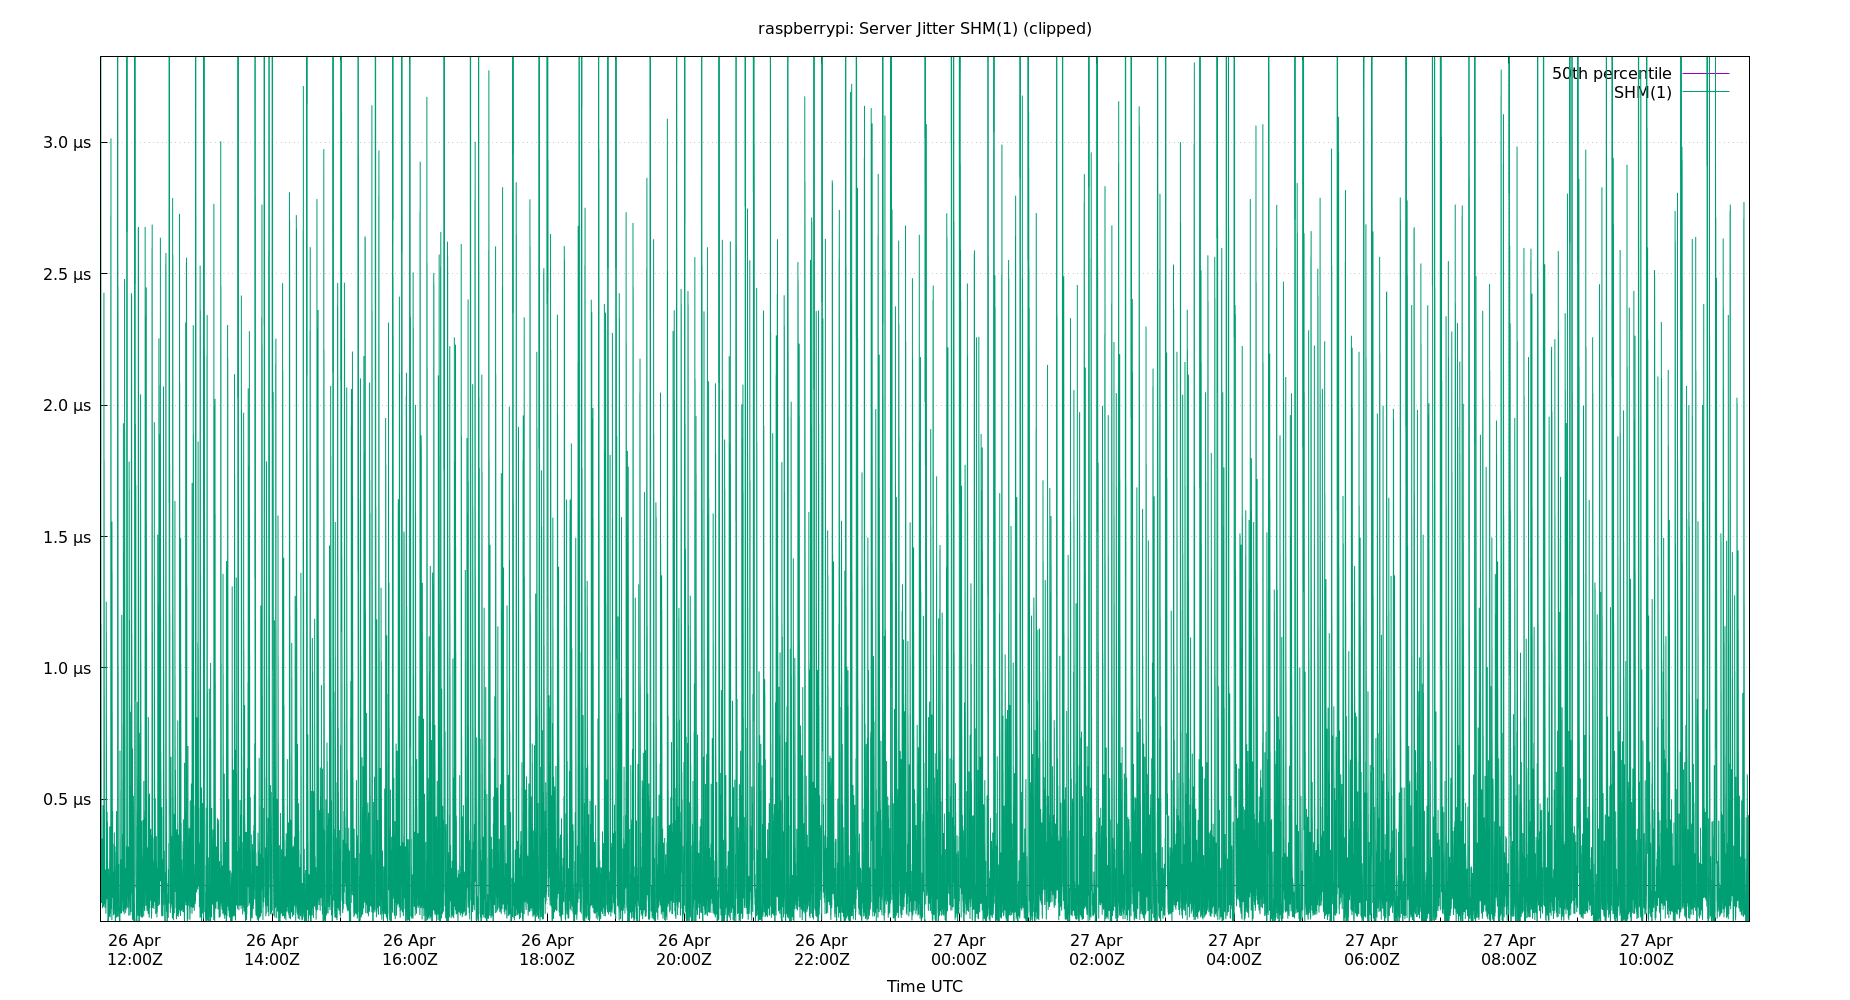 raspberrypi: Server Jitter SHM(1) (clipped)
50th percentile
SHM(1)
3.0 µs
2.5 µs
2.0 µs
1.5 µs
1.0 µs
0.5 µs
26 Apr 26 Apr 26 Apr 26 Apr 26 Apr 26 Apr 27 Apr 27 Apr 27 Apr 27 Apr 27 Apr 27 Apr
12:00Z 14:00Z 16:00Z 18:00Z 20:00Z 22:00Z 00:00Z 02:00Z 04:00Z 06:00Z 08:00Z 10:00Z
Time UTC